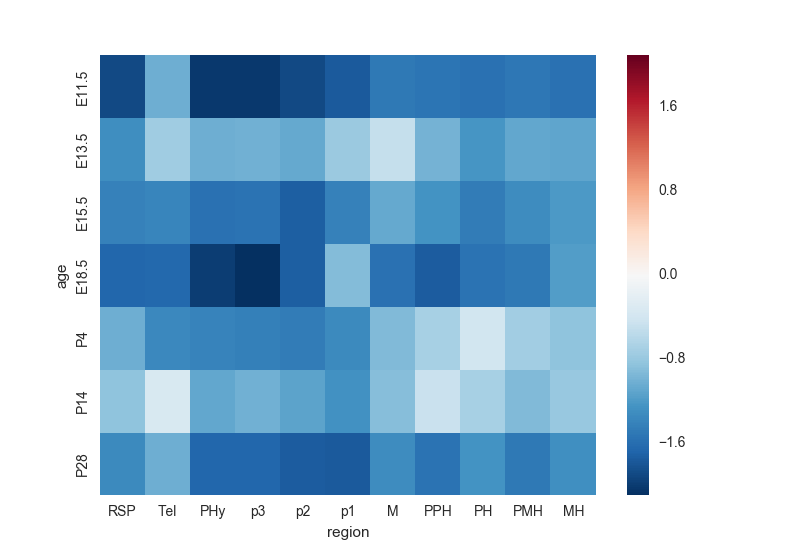 E11.5
E13.5
E15.5
E18.5
P4
P14
P28
age
RSP Tel PHy p3 p2 p1 M PPH PH PMH MH
region
1.6
0.8
0.0
−0.8
−1.6